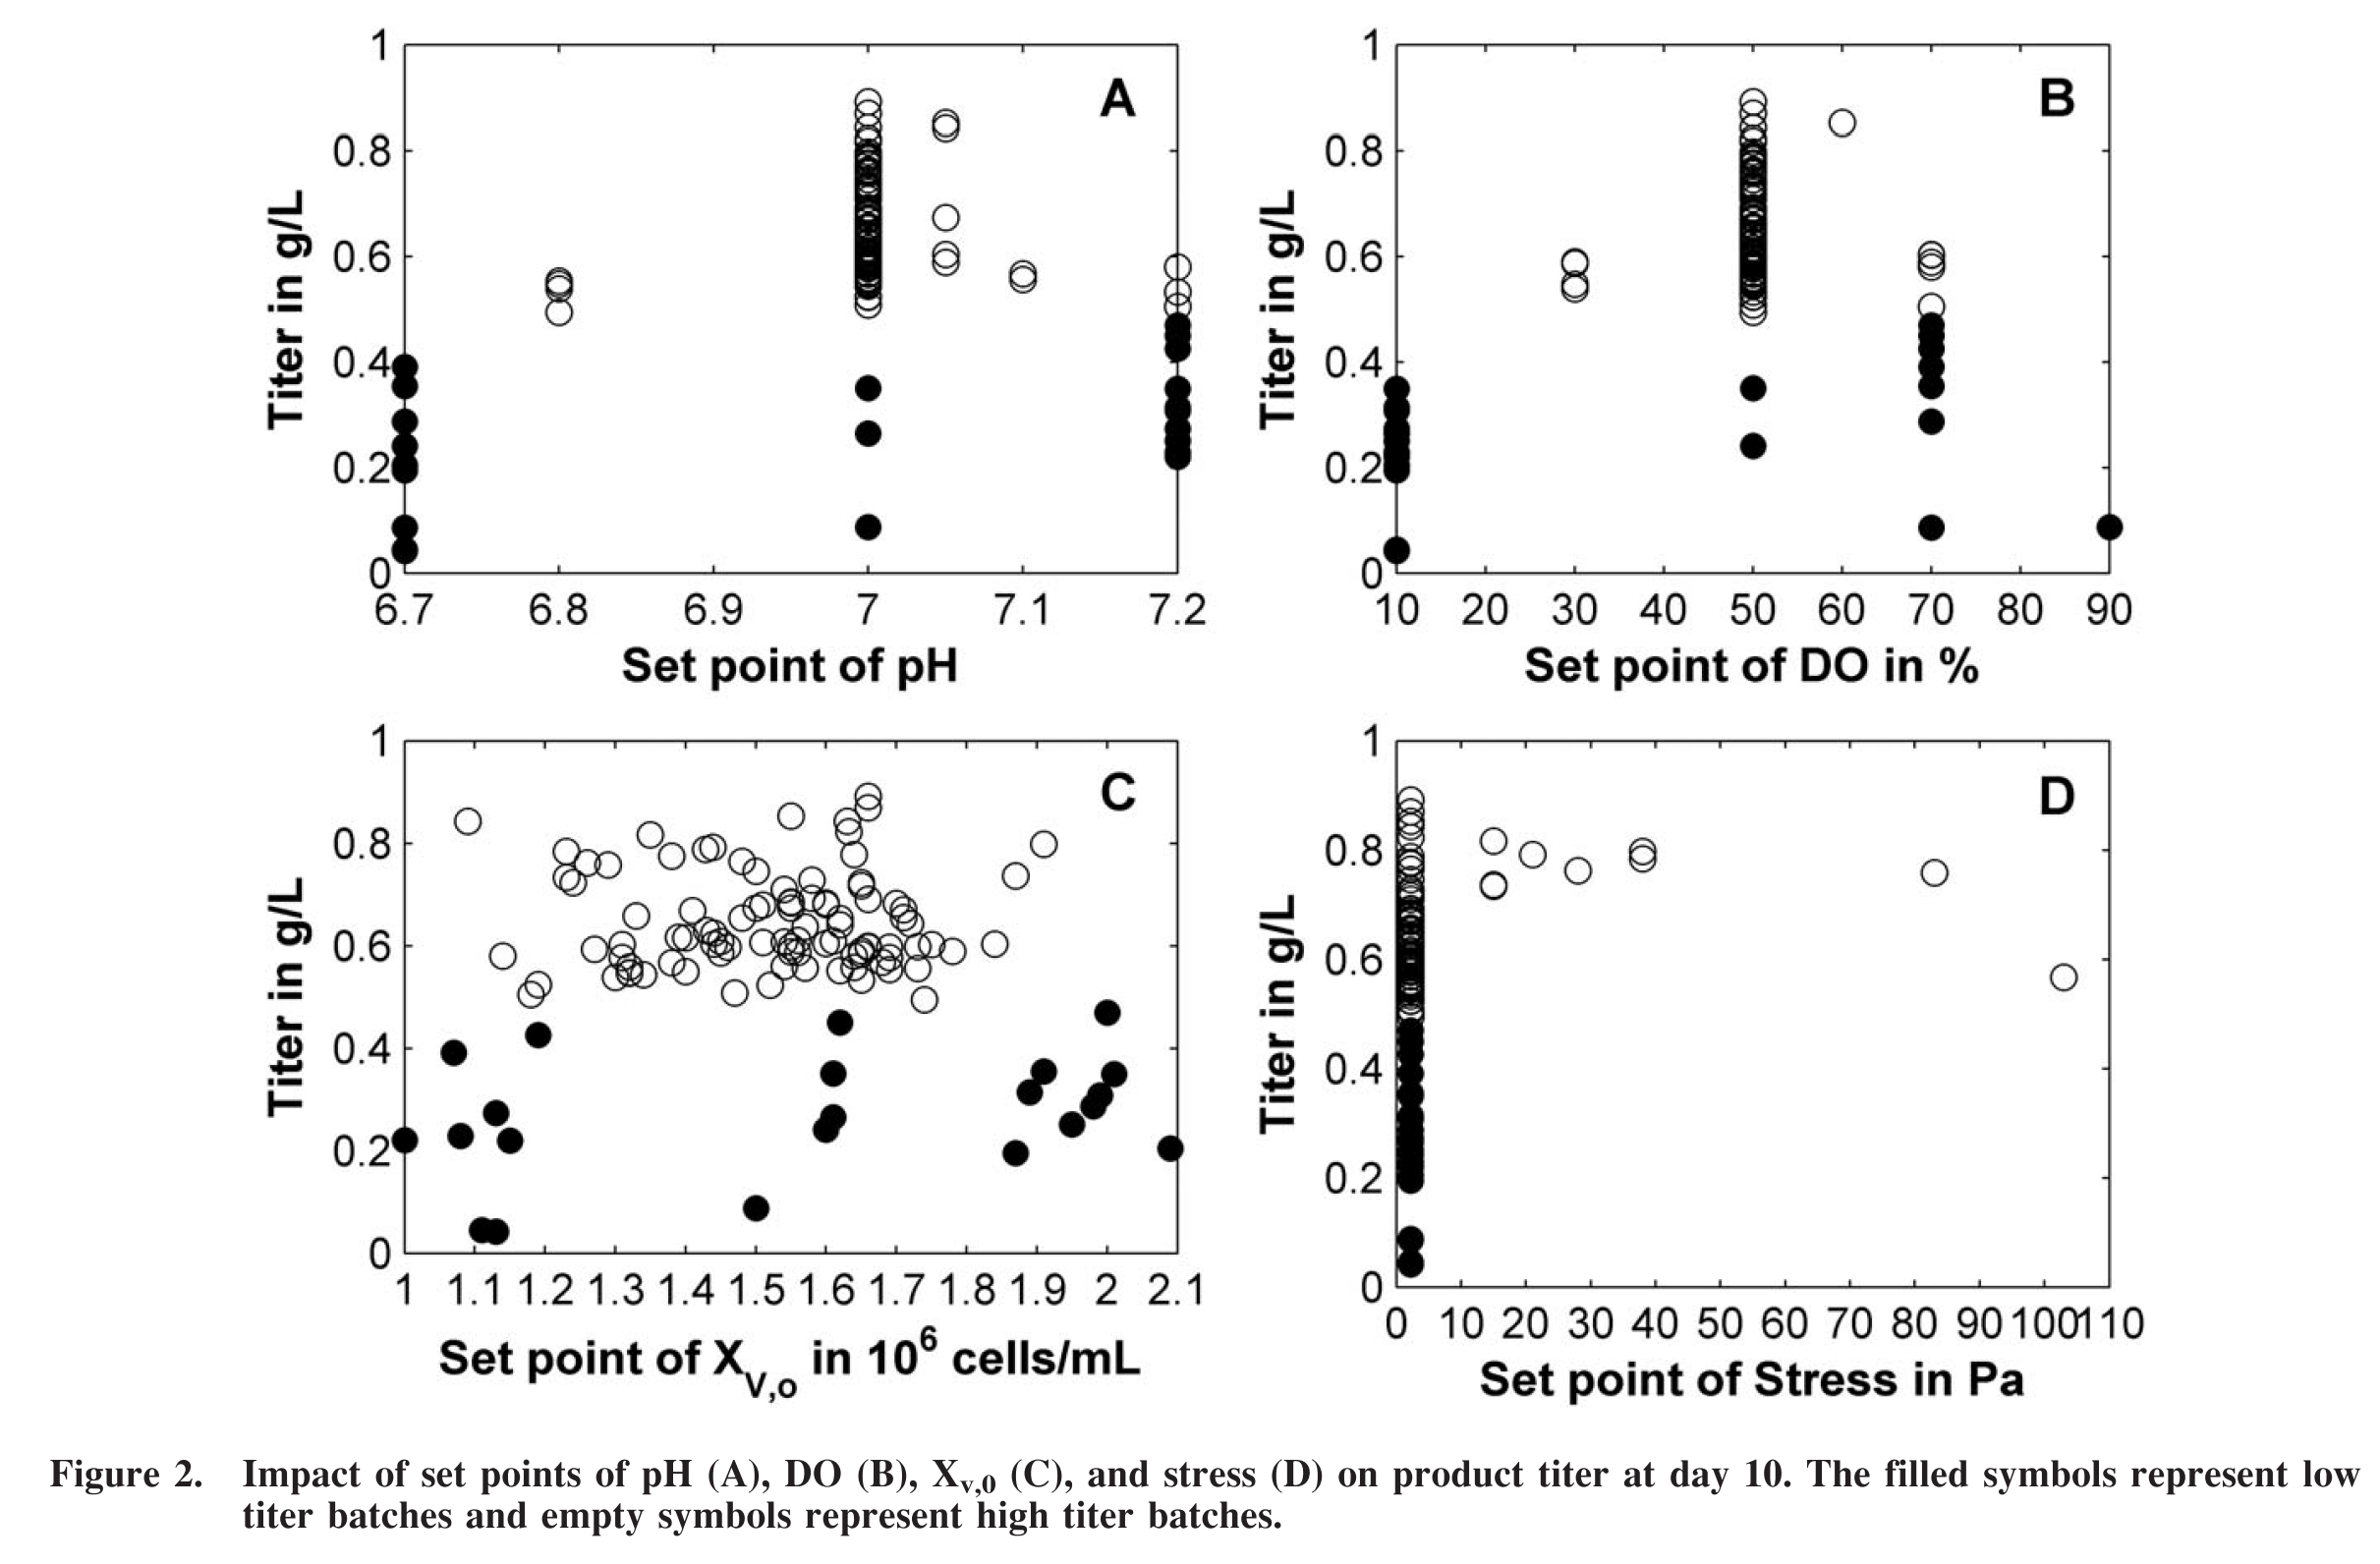 A
1
0.8
0.6
0.4
0.2
0
Titer in g/L
6.7 6.8 6.9 7 7.1 7.2
Set point of pH
B
1
0.8
0.6
0.4
0.2
0
Titer in g/L
10 20 30 40 50 60 70 80 90
Set point of DO in %
C
1
0.8
0.6
0.4
0.2
0
Titer in g/L
1 1.1 1.2 1.3 1.4 1.5 1.6 1.7 1.8 1.9 2 2.1
Set point of X_V,o in 10^6 cells/mL
D
1
0.8
0.6
0.4
0.2
0
Titer in g/L
0 10 20 30 40 50 60 70 80 90 100 110
Set point of Stress in Pa
Figure 2. Impact of set points of pH (A), DO (B), X_v,0 (C), and stress (D) on product titer at day 10. The filled symbols represent low
titer batches and empty symbols represent high titer batches.